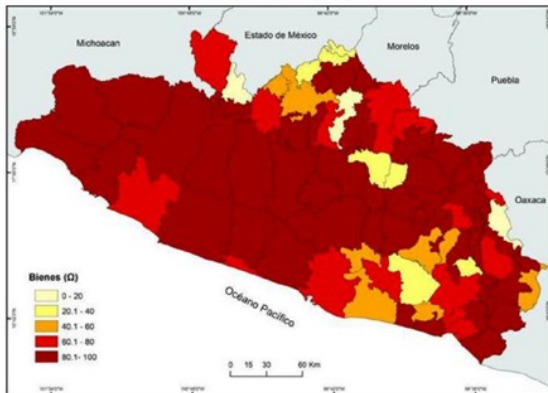 Michoacan
Estado de México
Morelos
Puebla
Oaxaca
Océano Pacífico
Bienes (Ω)
0 - 20
20.1 - 40
40.1 - 60
60.1 - 80
80.1- 100
0 15 30 60 Km